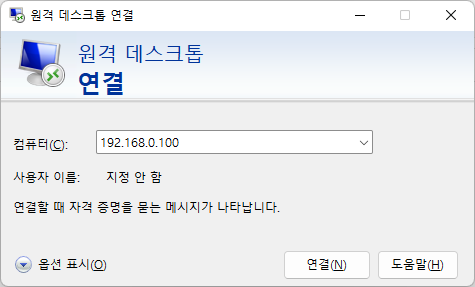 원격 데스크톱 연결
원격 데스크톱
연결
컴퓨터(C):
192.168.0.100
사용자 이름: 지정 안 함
연결할 때 자격 증명을 묻는 메시지가 나타납니다.
옵션 표시(O)
연결(N)
도움말(H)